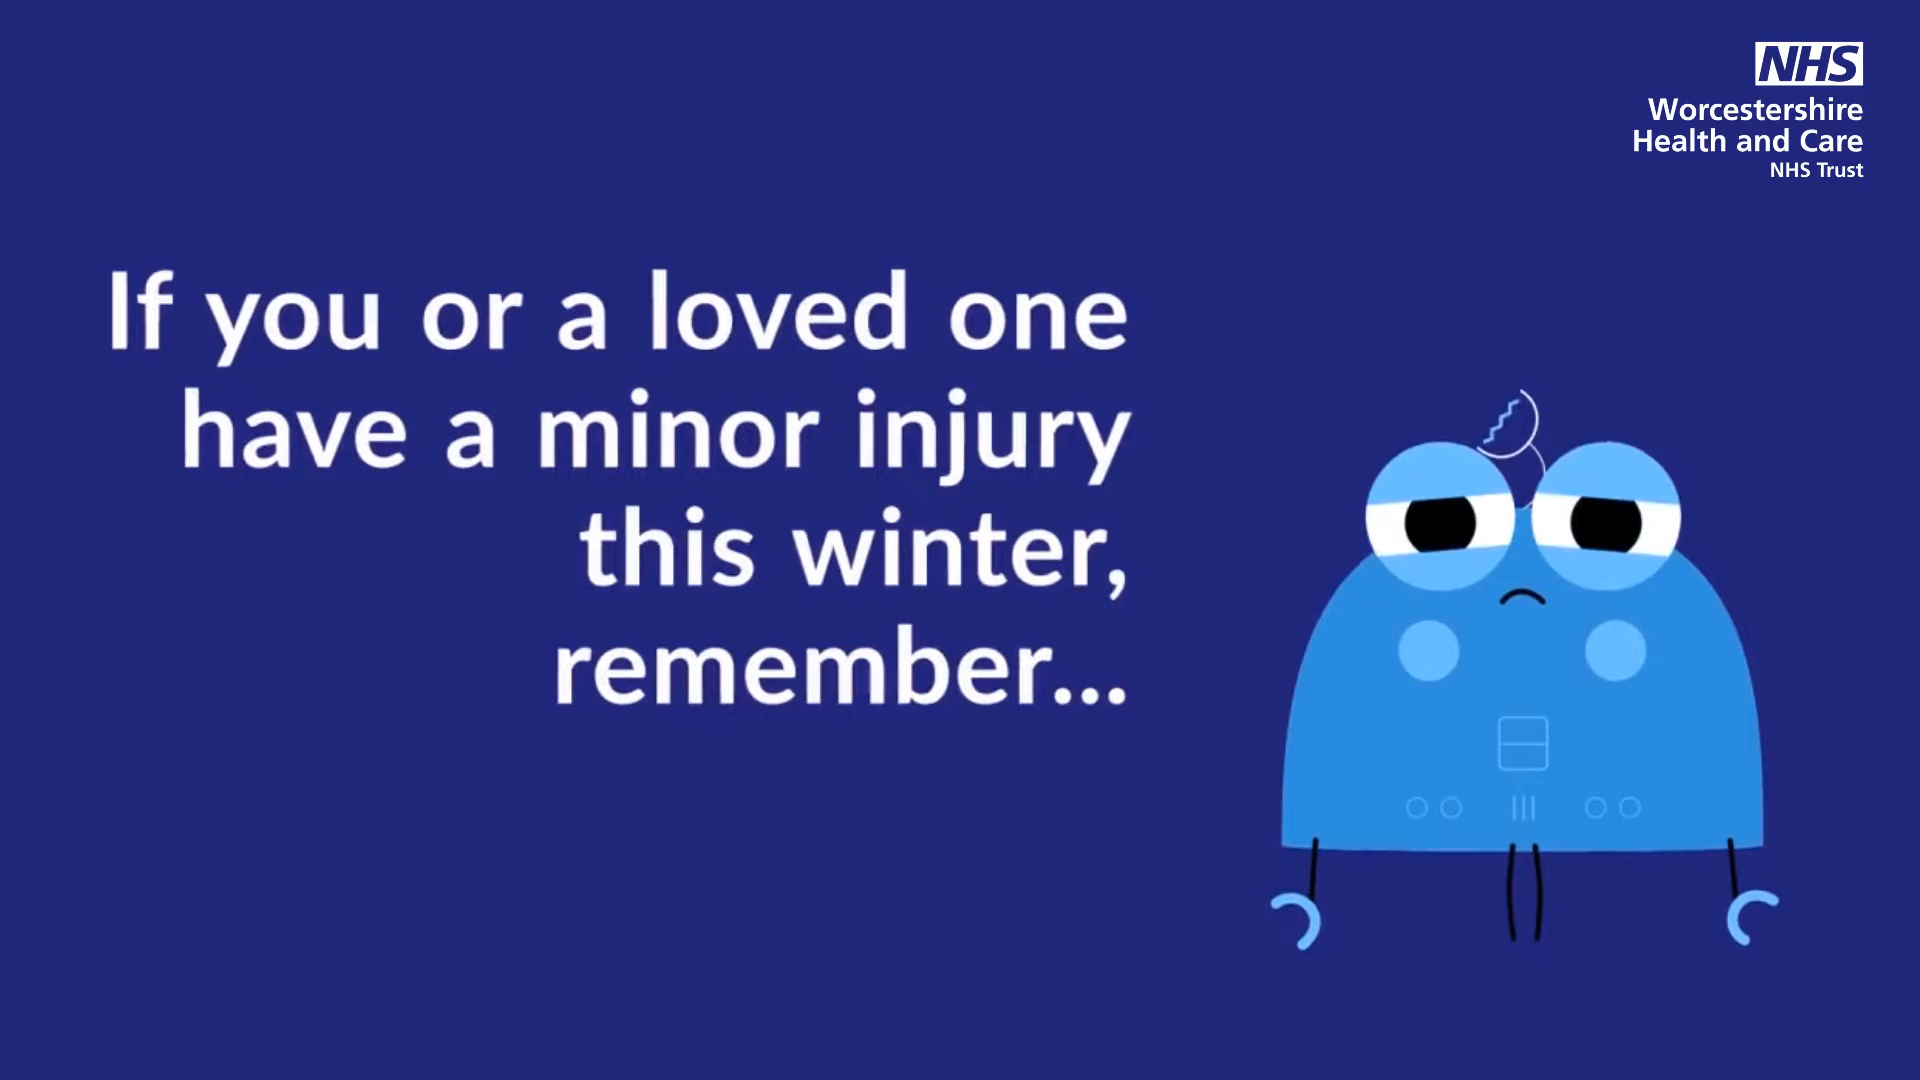 NHS
Worcestershire
Health and Care
NHS Trust
If you or a loved one
have a minor injury
this winter,
remember...